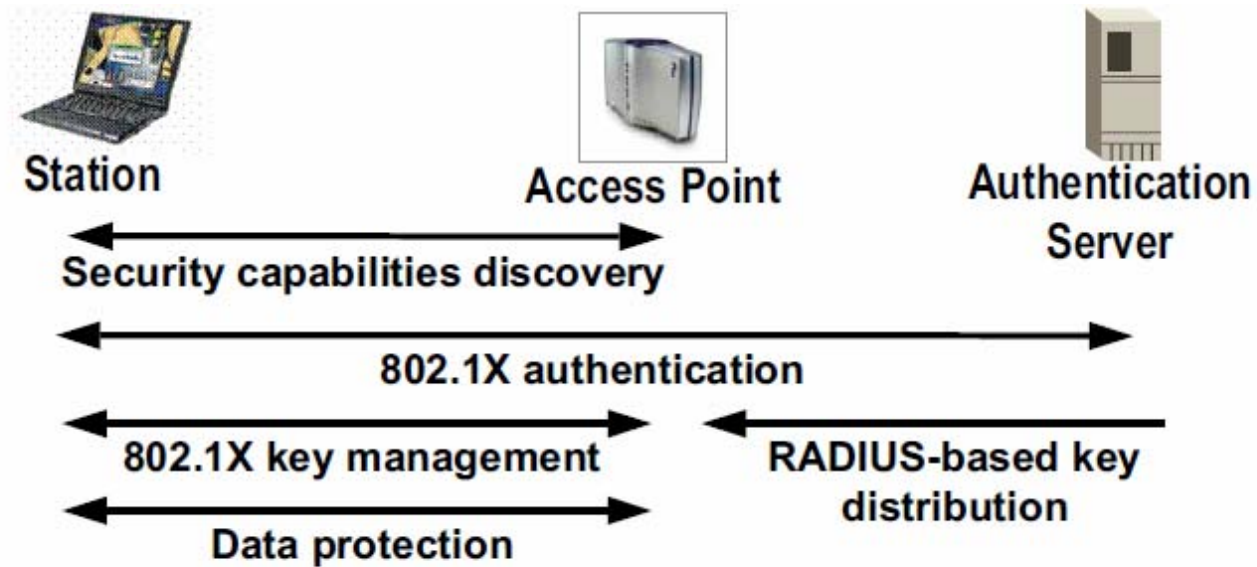 Station
Access Point
Authentication
Server
Security capabilities discovery
802.1X authentication
802.1X key management
RADIUS-based key
distribution
Data protection